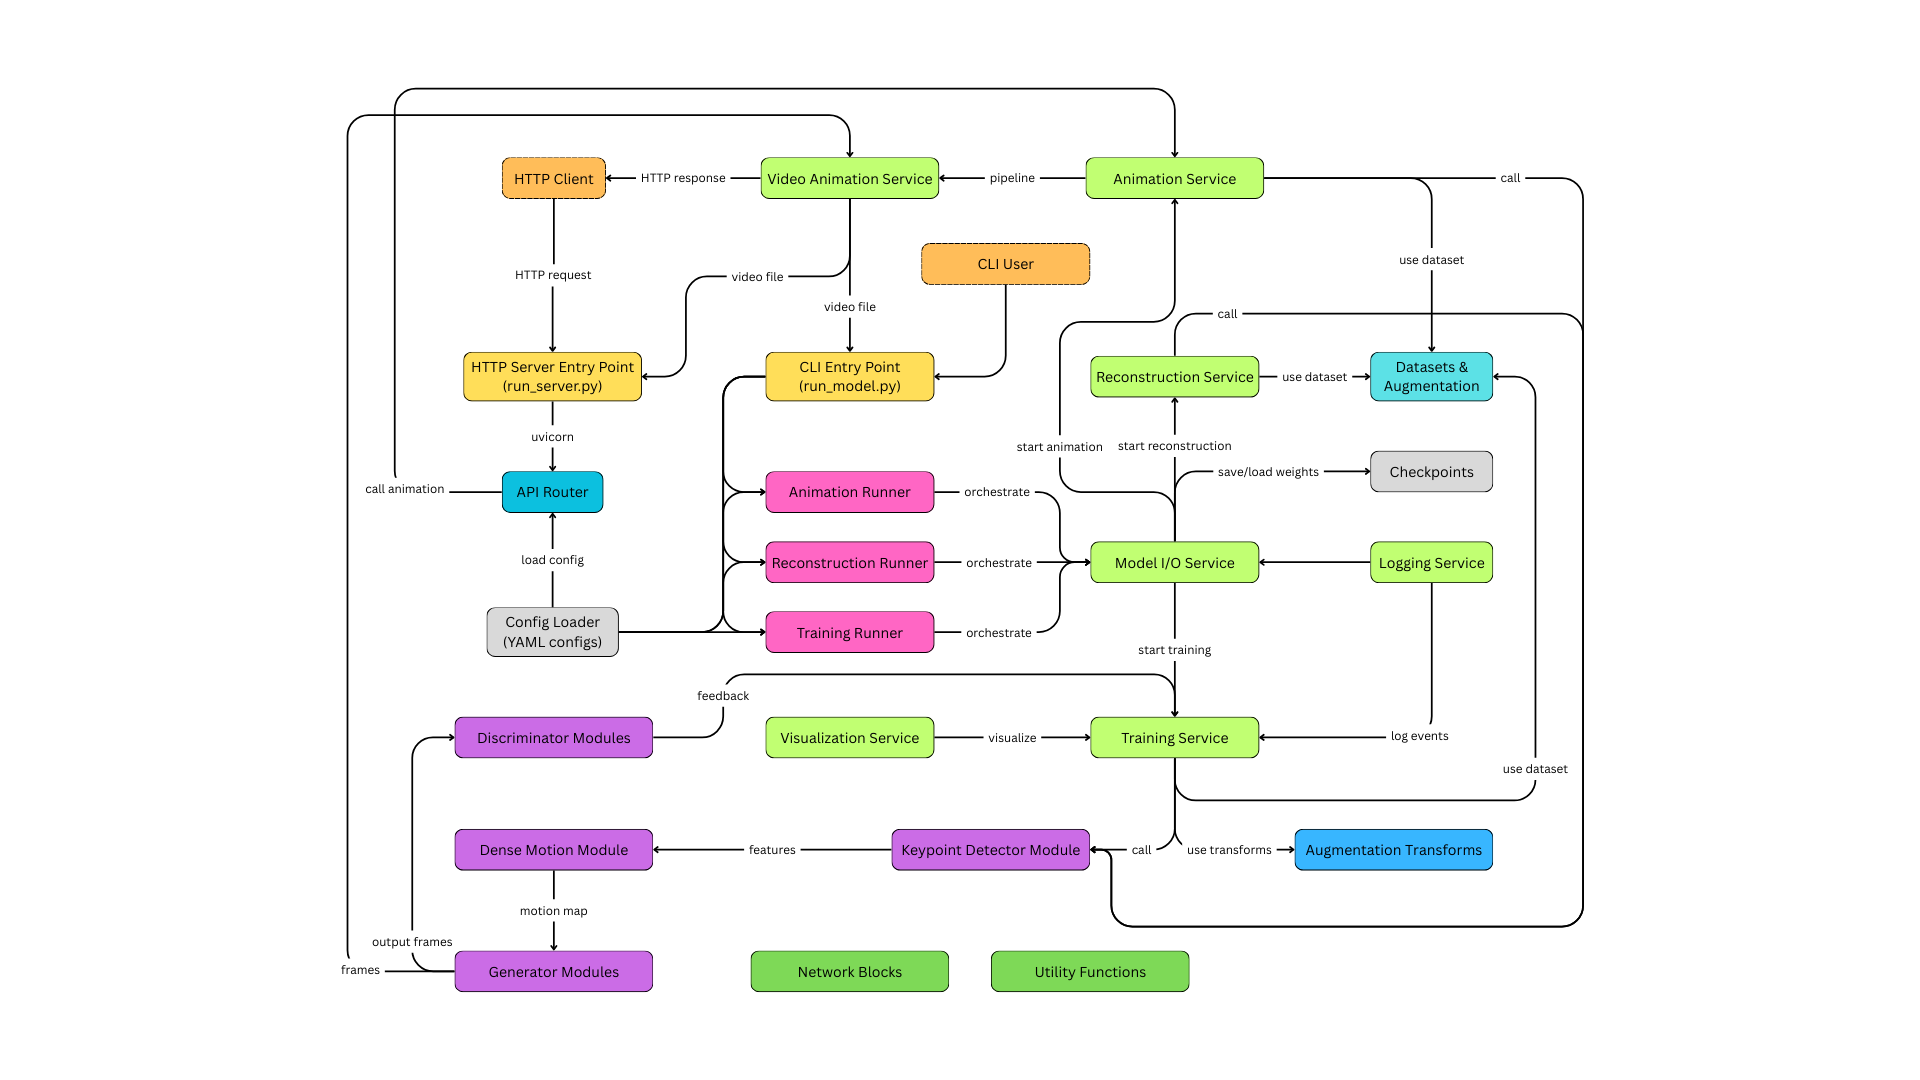 HTTP Client
HTTP response
Video Animation Service
pipeline
Animation Service
call
CLI User
use dataset
HTTP request
video file
video file
call
HTTP Server Entry Point
(run_server.py)
CLI Entry Point
(run_model.py)
Reconstruction Service
use dataset
Datasets &
Augmentation
uvicorn
start animation
start reconstruction
save/load weights
Checkpoints
call animation
API Router
Animation Runner
orchestrate
load config
Reconstruction Runner
orchestrate
Model I/O Service
Logging Service
Config Loader
(YAML configs)
Training Runner
orchestrate
start training
feedback
Discriminator Modules
Visualization Service
visualize
Training Service
log events
use dataset
Dense Motion Module
features
Keypoint Detector Module
call
use transforms
Augmentation Transforms
motion map
output frames
frames
Generator Modules
Network Blocks
Utility Functions